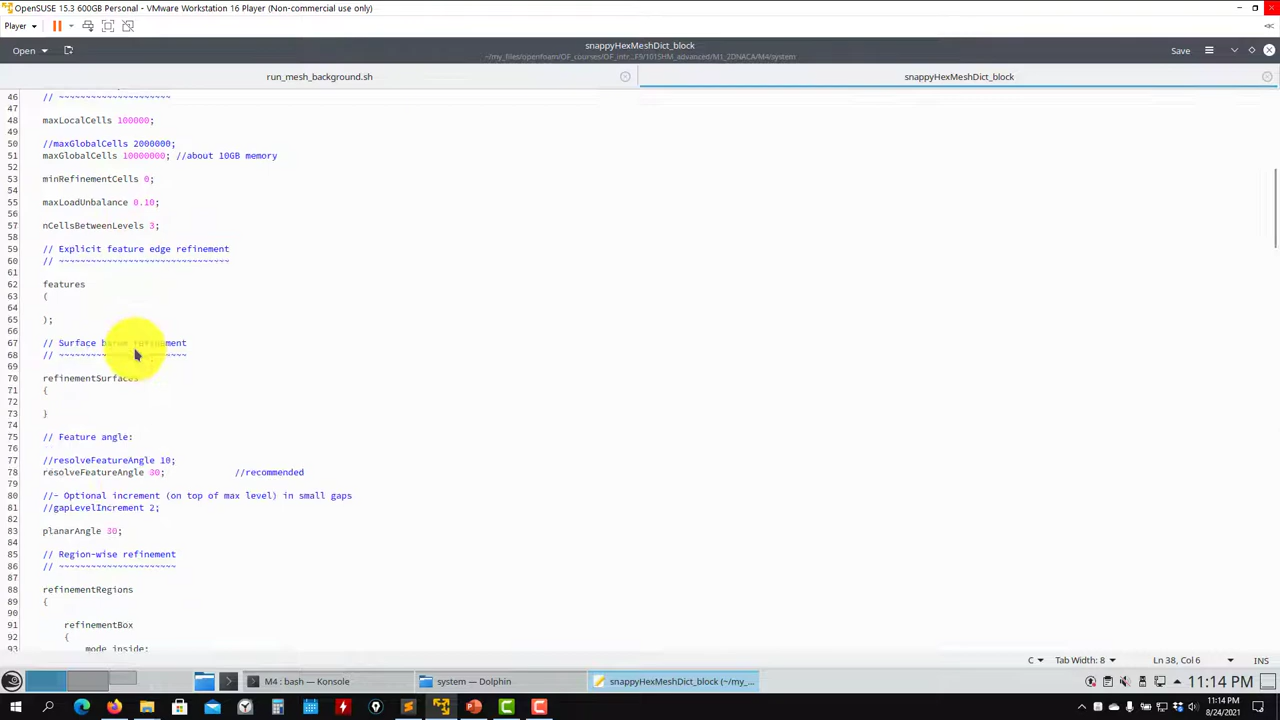 OpenSUSE 15.3 600GB Personal - VMware Workstation 16 Player (Non-commercial use only)
Player
Open
snappyHexMeshDict_block
Save
run_mesh_background.sh
snappyHexMeshDict_block
46 // ~~~~~~~~~~~~~~~~~~~~~
47
48 maxLocalCells 100000;
49
50 //maxGlobalCells 2000000;
51 maxGlobalCells 10000000; //about 10GB memory
52
53 minRefinementCells 0;
54
55 maxLoadUnbalance 0.10;
56
57 nCellsBetweenLevels 3;
58
59 // Explicit feature edge refinement
60 // ~~~~~~~~~~~~~~~~~~~~~~~~~~~~~~~~
61
62 features
63 (
64
65 );
66
67 // Surface based refinement
68 // ~~~~~~~~~~~~~~~~~~~~~~~~
69
70 refinementSurfaces
71 {
72
73 }
74
75 // Feature angle:
76
77 //resolveFeatureAngle 10;
78 resolveFeatureAngle 30; //recommended
79
80 //- Optional increment (on top of max level) in small gaps
81 //gapLevelIncrement 2;
82
83 planarAngle 30;
84
85 // Region-wise refinement
86 // ~~~~~~~~~~~~~~~~~~~~~~
87
88 refinementRegions
89 {
90
91 refinementBox
92 {
93 mode inside;
C Tab Width: 8 Ln 38, Col 6 INS
M4 : bash — Konsole
system — Dolphin
snappyHexMeshDict_block (~/my_...
11:14 PM
11:14 PM
8/24/2021